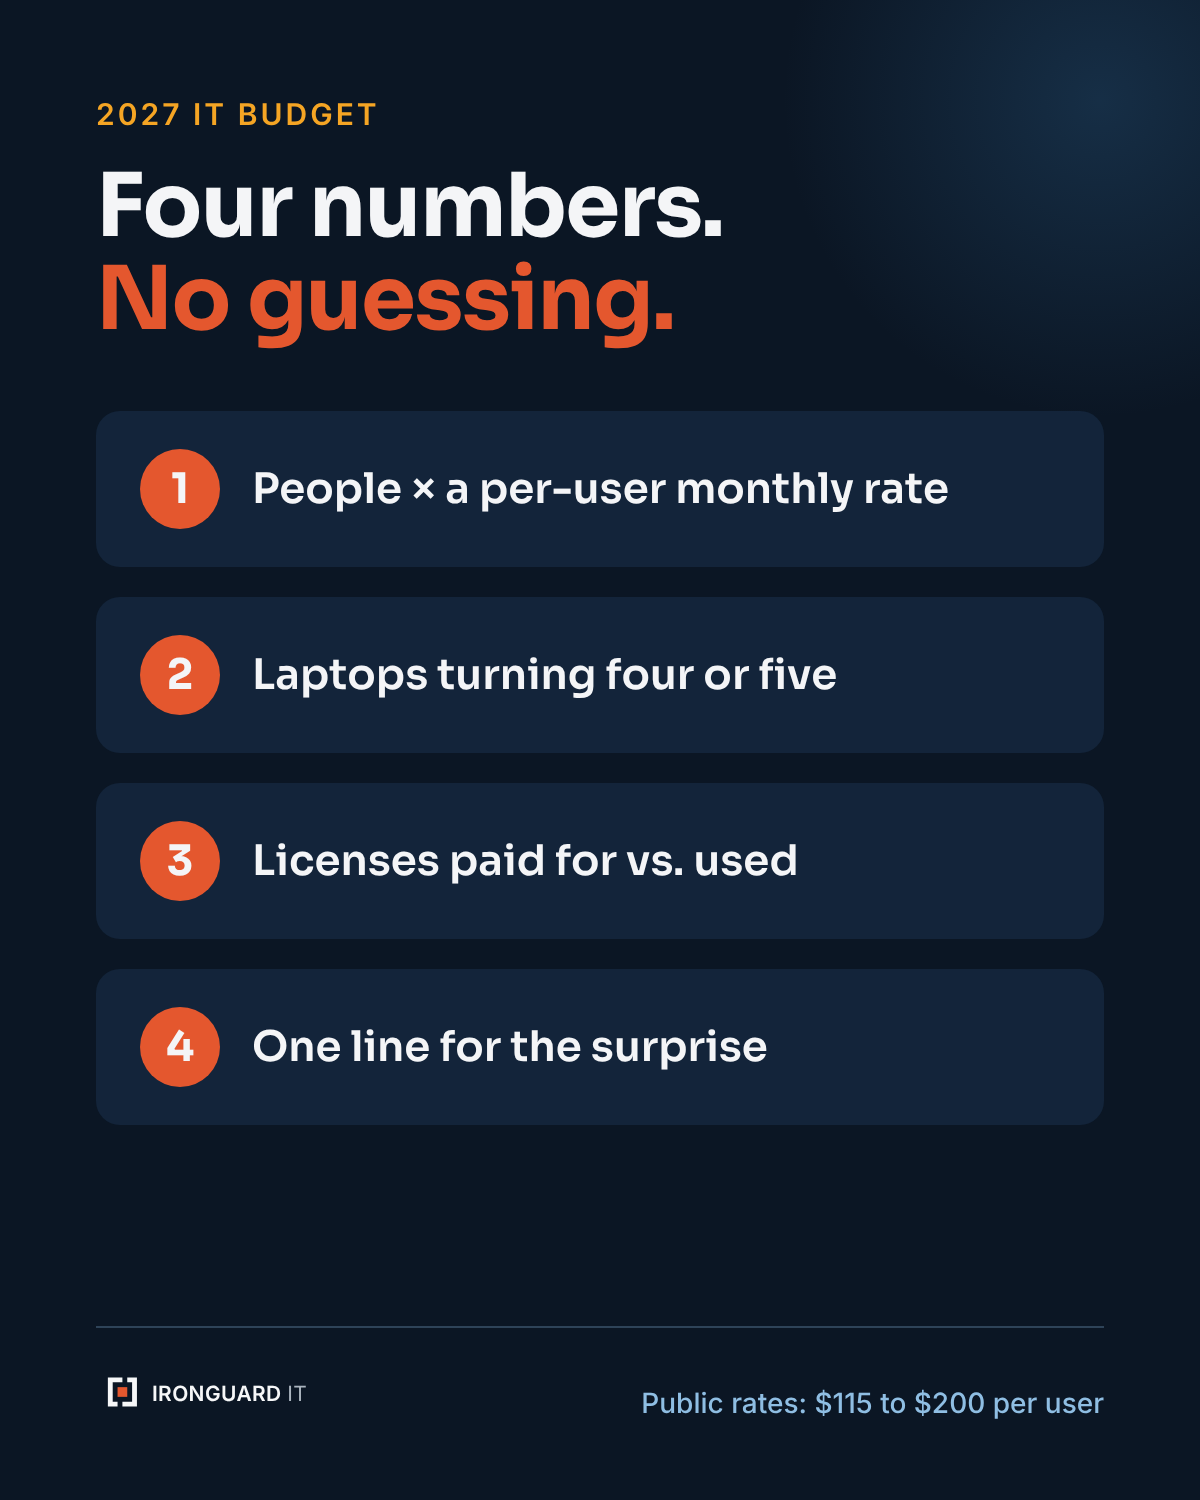 2027 IT BUDGET
Four numbers.
No guessing.
1 People × a per-user monthly rate
2 Laptops turning four or five
3 Licenses paid for vs. used
4 One line for the surprise
IRONGUARD IT
Public rates: $115 to $200 per user